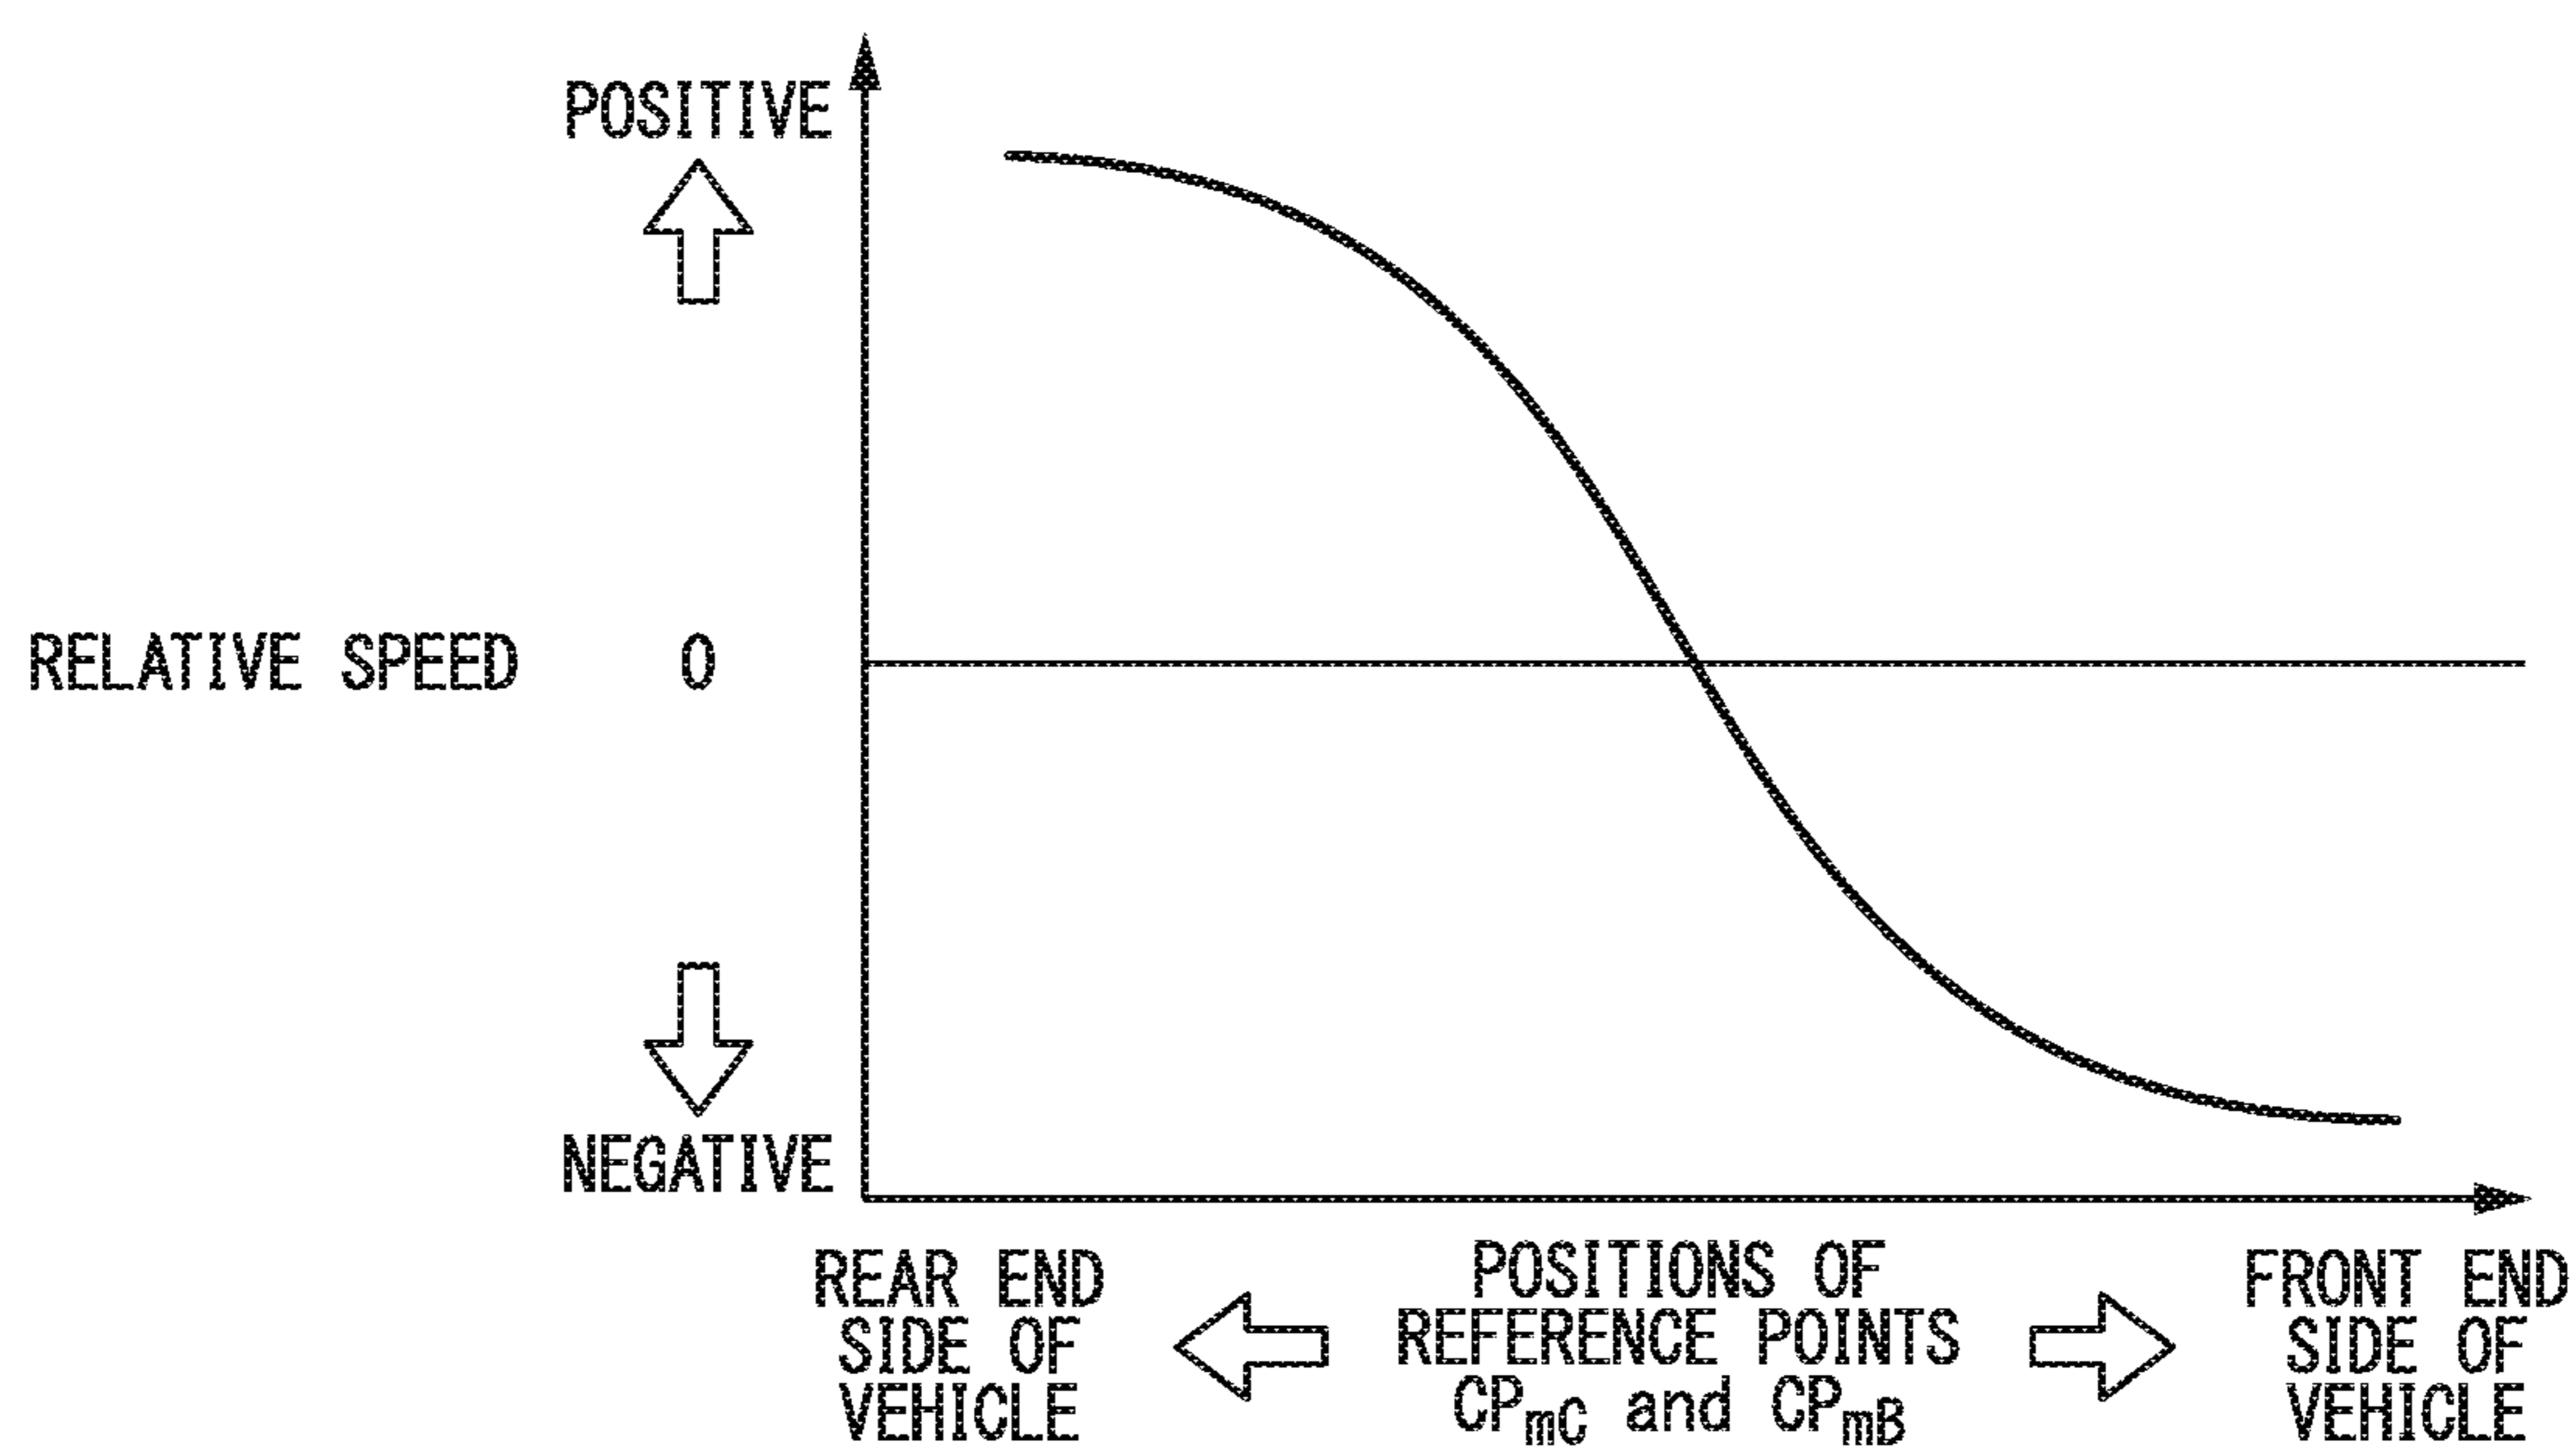 POSITIVE
RELATIVE SPEED 0
NEGATIVE
REAR END
SIDE OF
VEHICLE
POSITIONS OF
REFERENCE POINTS
CPmC and CPmB
FRONT END
SIDE OF
VEHICLE